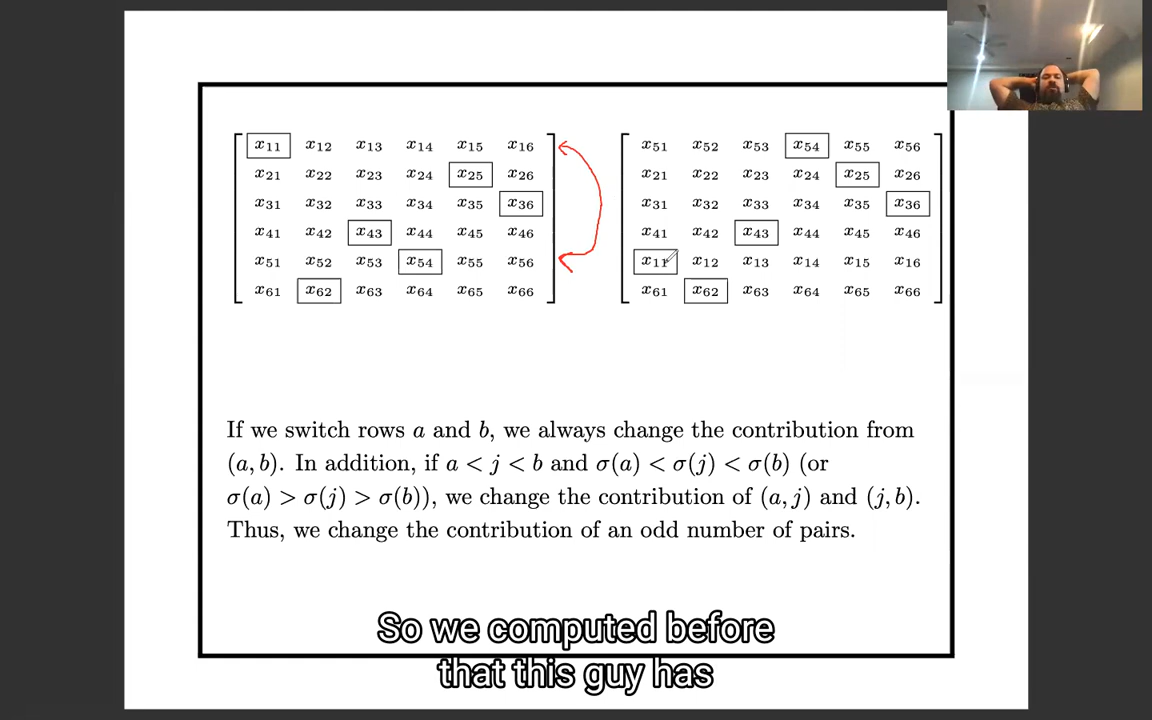 x11 x12 x13 x14 x15 x16
x21 x22 x23 x24 x25 x26
x31 x32 x33 x34 x35 x36
x41 x42 x43 x44 x45 x46
x51 x52 x53 x54 x55 x56
x61 x62 x63 x64 x65 x66
x51 x52 x53 x54 x55 x56
x21 x22 x23 x24 x25 x26
x31 x32 x33 x34 x35 x36
x41 x42 x43 x44 x45 x46
x11 x12 x13 x14 x15 x16
x61 x62 x63 x64 x65 x66
If we switch rows a and b, we always change the contribution from
(a, b). In addition, if a < j < b and σ(a) < σ(j) < σ(b) (or
σ(a) > σ(j) > σ(b)), we change the contribution of (a, j) and (j, b).
Thus, we change the contribution of an odd number of pairs.
So we computed before
that this guy has